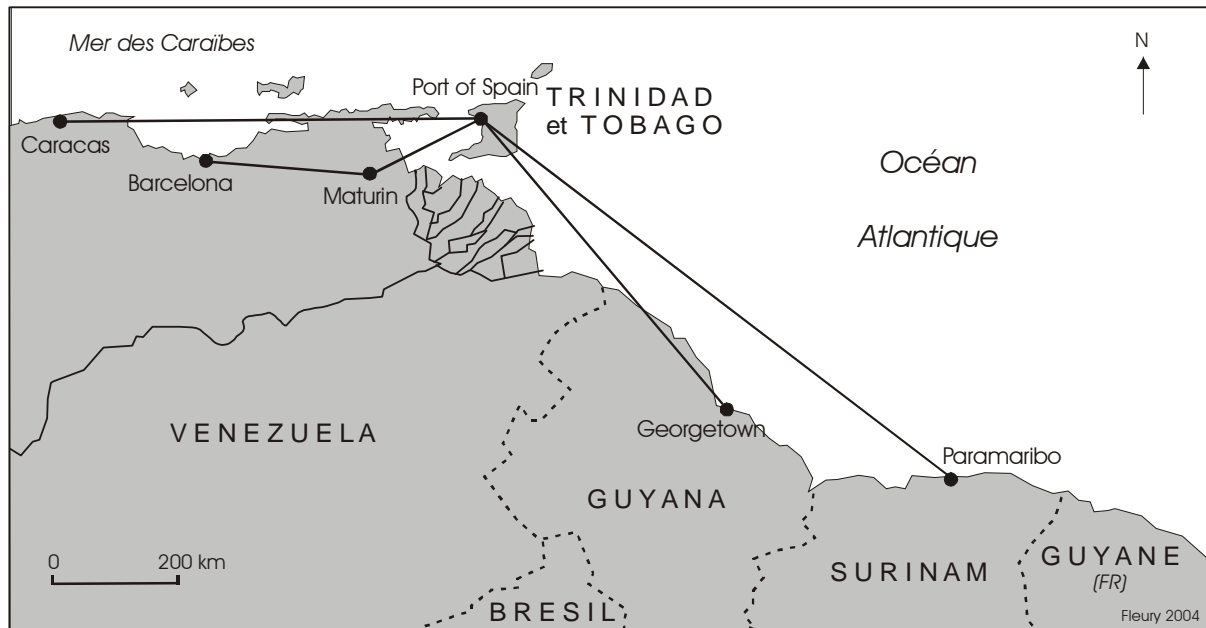 Mer des Caraïbes
N
Port of Spain
TRINIDAD
et TOBAGO
Caracas
Barcelona
Maturin
Océan
Atlantique
VENEZUELA
Georgetown
Paramaribo
GUYANA
0 200 km
SURINAM
GUYANE
(FR)
BRESIL
Fleury 2004